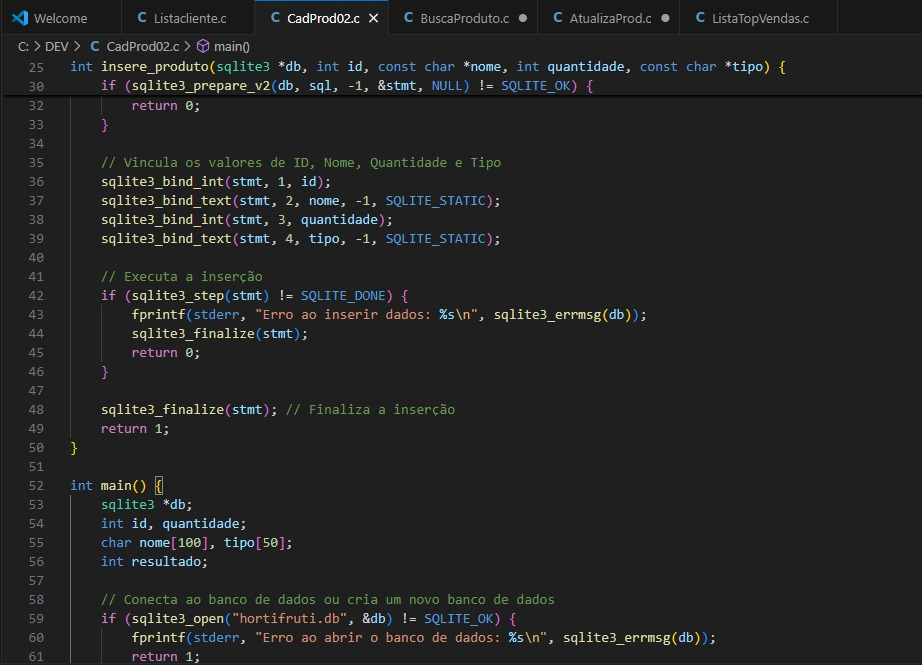 Welcome C Listacliente.c C CadProd02.c × C BuscaProduto.c ● C AtualizaProd.c ● C ListaTopVendas.c
C: > DEV > C CadProd02.c > main()
25 int insere_produto(sqlite3 *db, int id, const char *nome, int quantidade, const char *tipo) {
30     if (sqlite3_prepare_v2(db, sql, -1, &stmt, NULL) != SQLITE_OK) {
32         return 0;
33     }
34
35     // Vincula os valores de ID, Nome, Quantidade e Tipo
36     sqlite3_bind_int(stmt, 1, id);
37     sqlite3_bind_text(stmt, 2, nome, -1, SQLITE_STATIC);
38     sqlite3_bind_int(stmt, 3, quantidade);
39     sqlite3_bind_text(stmt, 4, tipo, -1, SQLITE_STATIC);
40
41     // Executa a inserção
42     if (sqlite3_step(stmt) != SQLITE_DONE) {
43         fprintf(stderr, "Erro ao inserir dados: %s\n", sqlite3_errmsg(db));
44         sqlite3_finalize(stmt);
45         return 0;
46     }
47
48     sqlite3_finalize(stmt); // Finaliza a inserção
49     return 1;
50 }
51
52 int main() {
53     sqlite3 *db;
54     int id, quantidade;
55     char nome[100], tipo[50];
56     int resultado;
57
58     // Conecta ao banco de dados ou cria um novo banco de dados
59     if (sqlite3_open("hortifruti.db", &db) != SQLITE_OK) {
60         fprintf(stderr, "Erro ao abrir o banco de dados: %s\n", sqlite3_errmsg(db));
61         return 1;